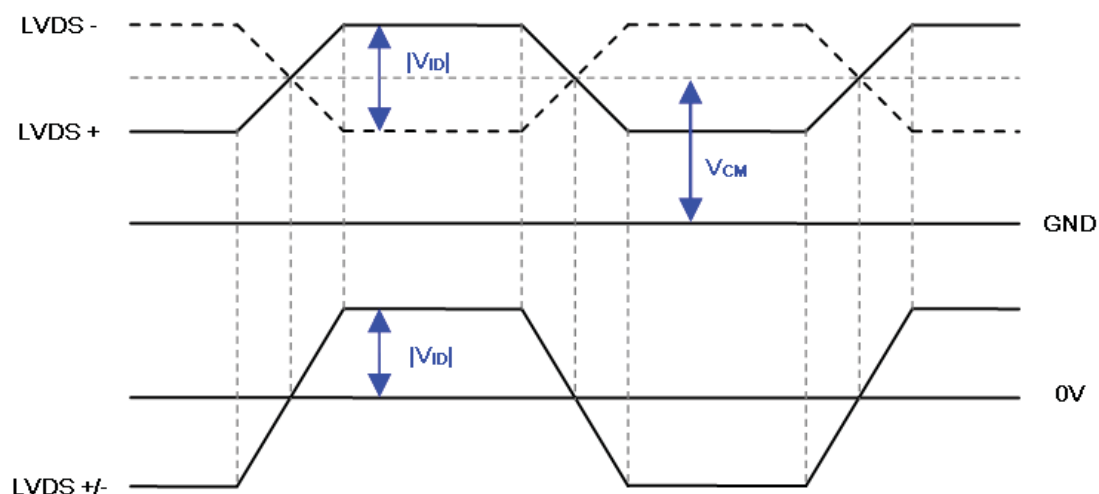 LVDS -
|VID|
LVDS +
VCM
GND
|VID|
0V
LVDS +/-